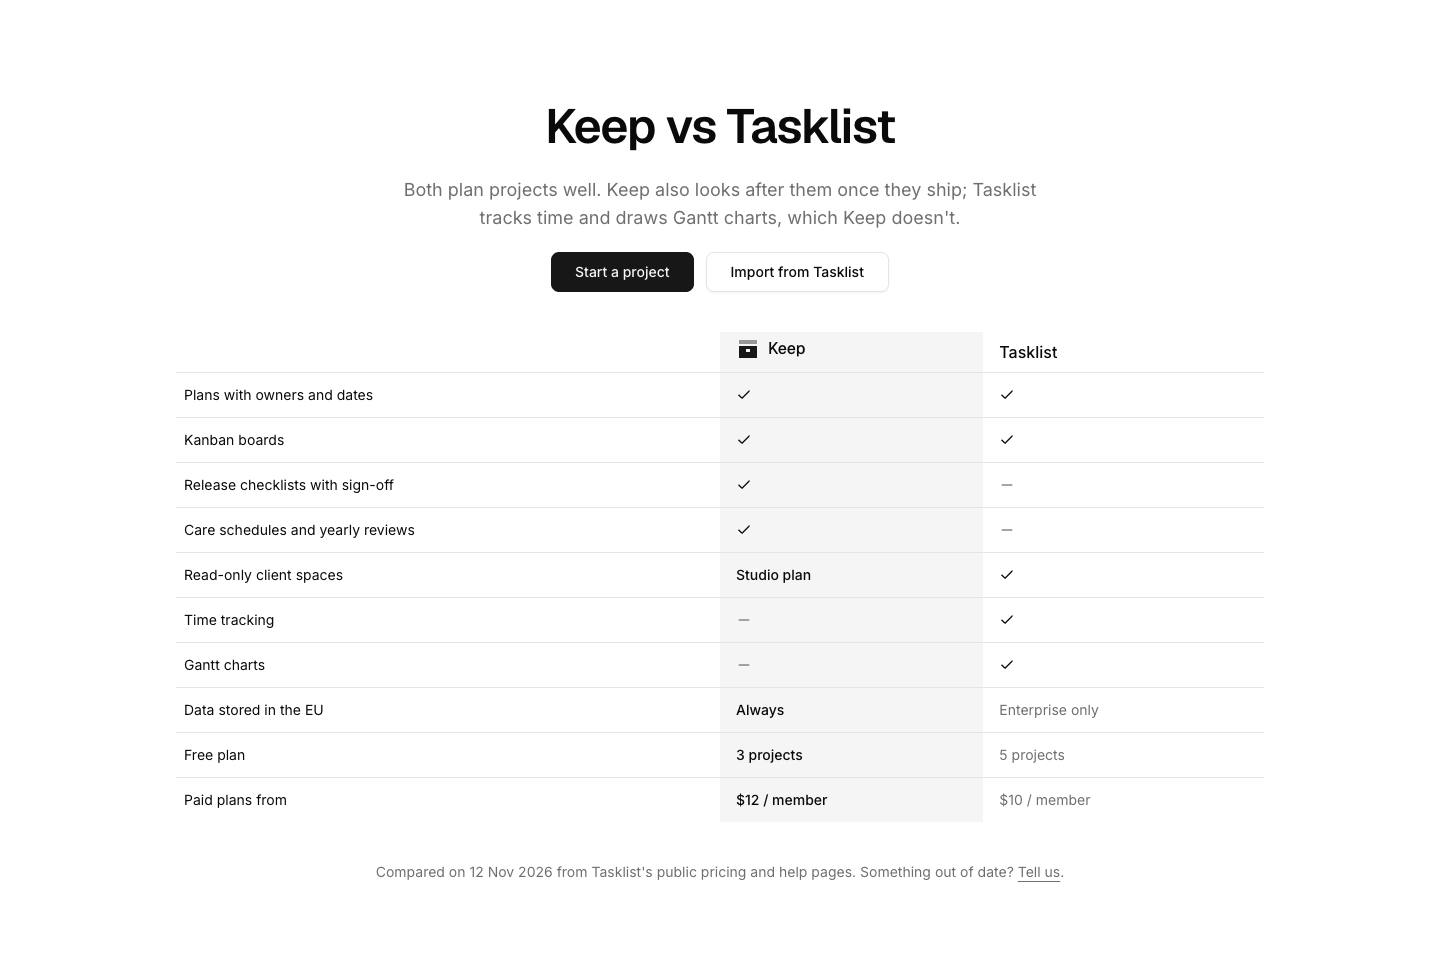 Keep vs Tasklist
Both plan projects well. Keep also looks after them once they ship; Tasklist
tracks time and draws Gantt charts, which Keep doesn't.
Start a project
Import from Tasklist
Keep
Tasklist
Plans with owners and dates
Kanban boards
Release checklists with sign-off
Care schedules and yearly reviews
Read-only client spaces
Studio plan
Time tracking
Gantt charts
Data stored in the EU
Always
Enterprise only
Free plan
3 projects
5 projects
Paid plans from
$12 / member
$10 / member
Compared on 12 Nov 2026 from Tasklist's public pricing and help pages. Something out of date? Tell us.